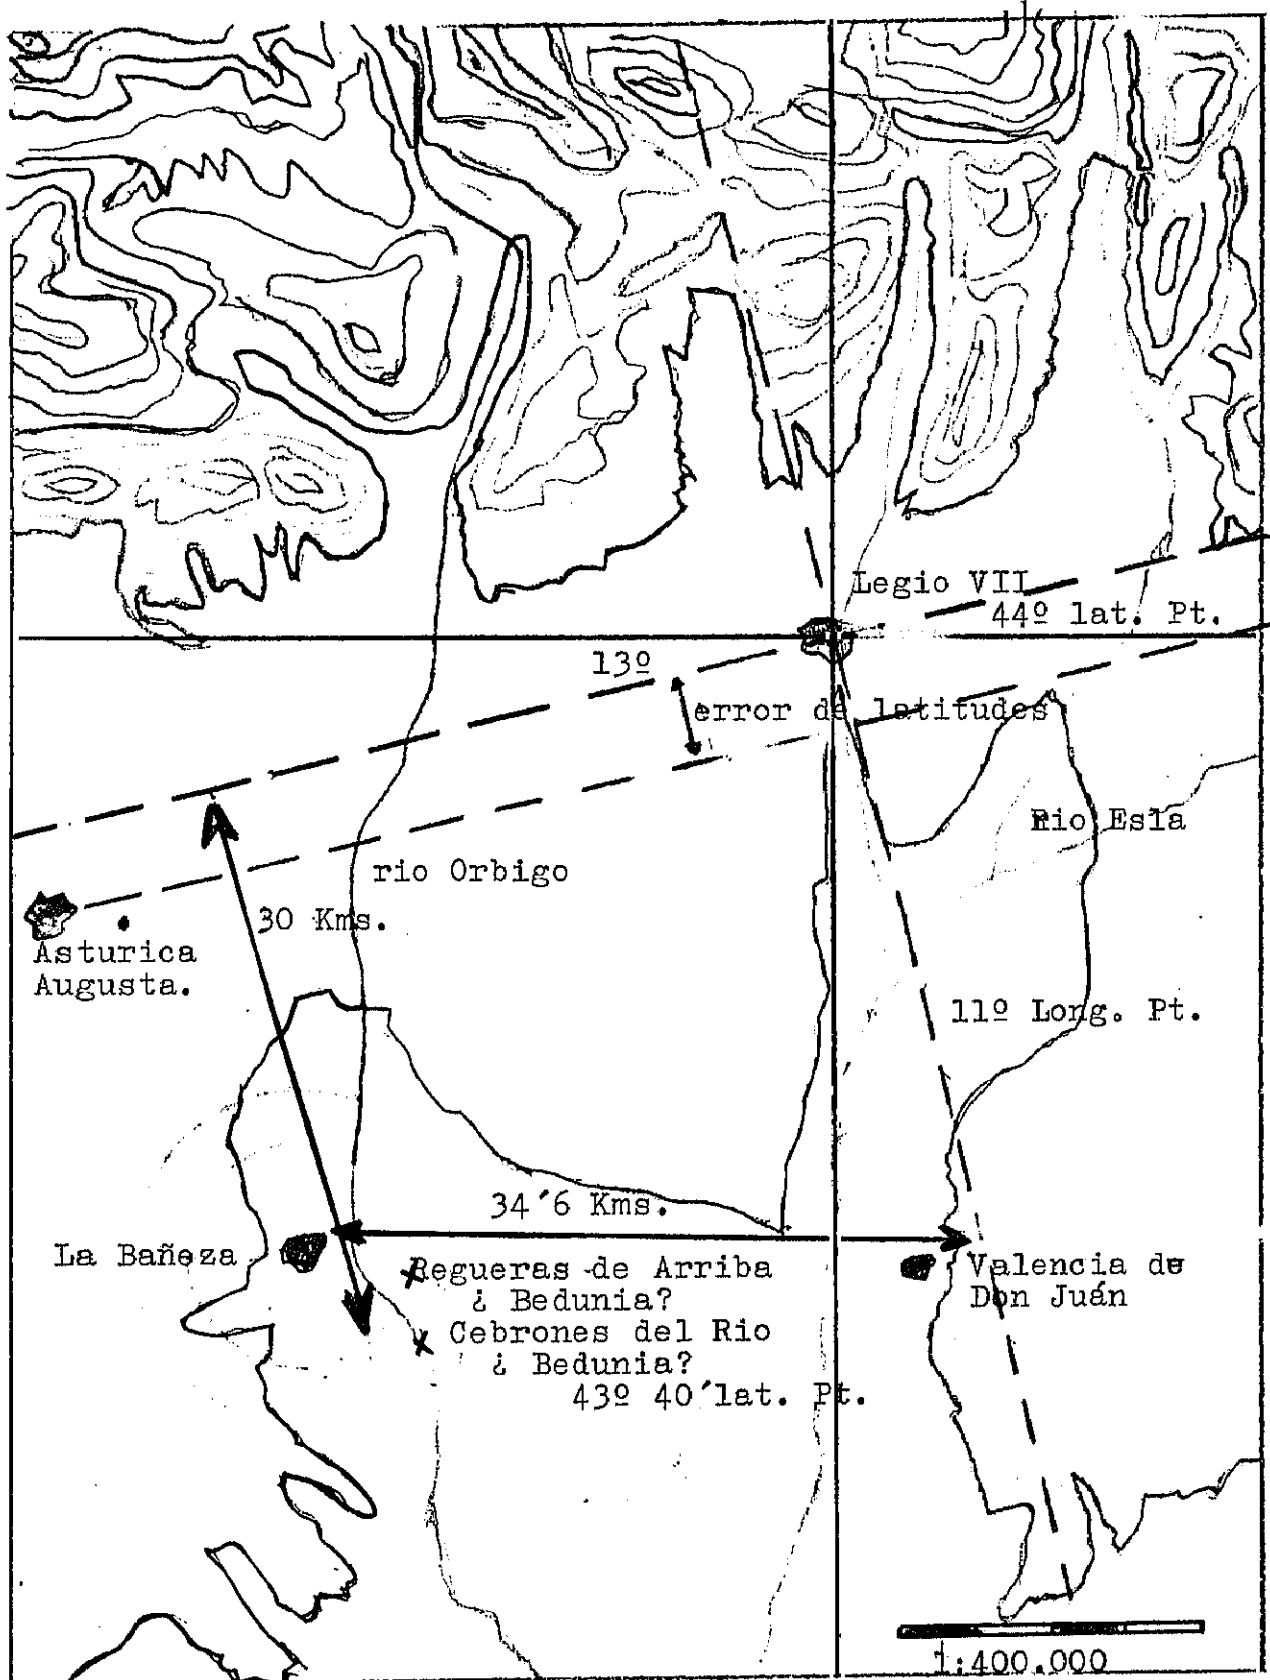 Legio VII
44º lat. Pt.
13º
error de latitudes
Rio Esla
rio Orbigo
30 Kms.
Asturica
Augusta.
11º Long. Pt.
34´6 Kms.
La Bañeza
Regueras de Arriba
¿ Bedunia?
Cebrones del Rio
¿ Bedunia?
43º 40´lat. Pt.
Valencia de
Don Juán
1:400.000